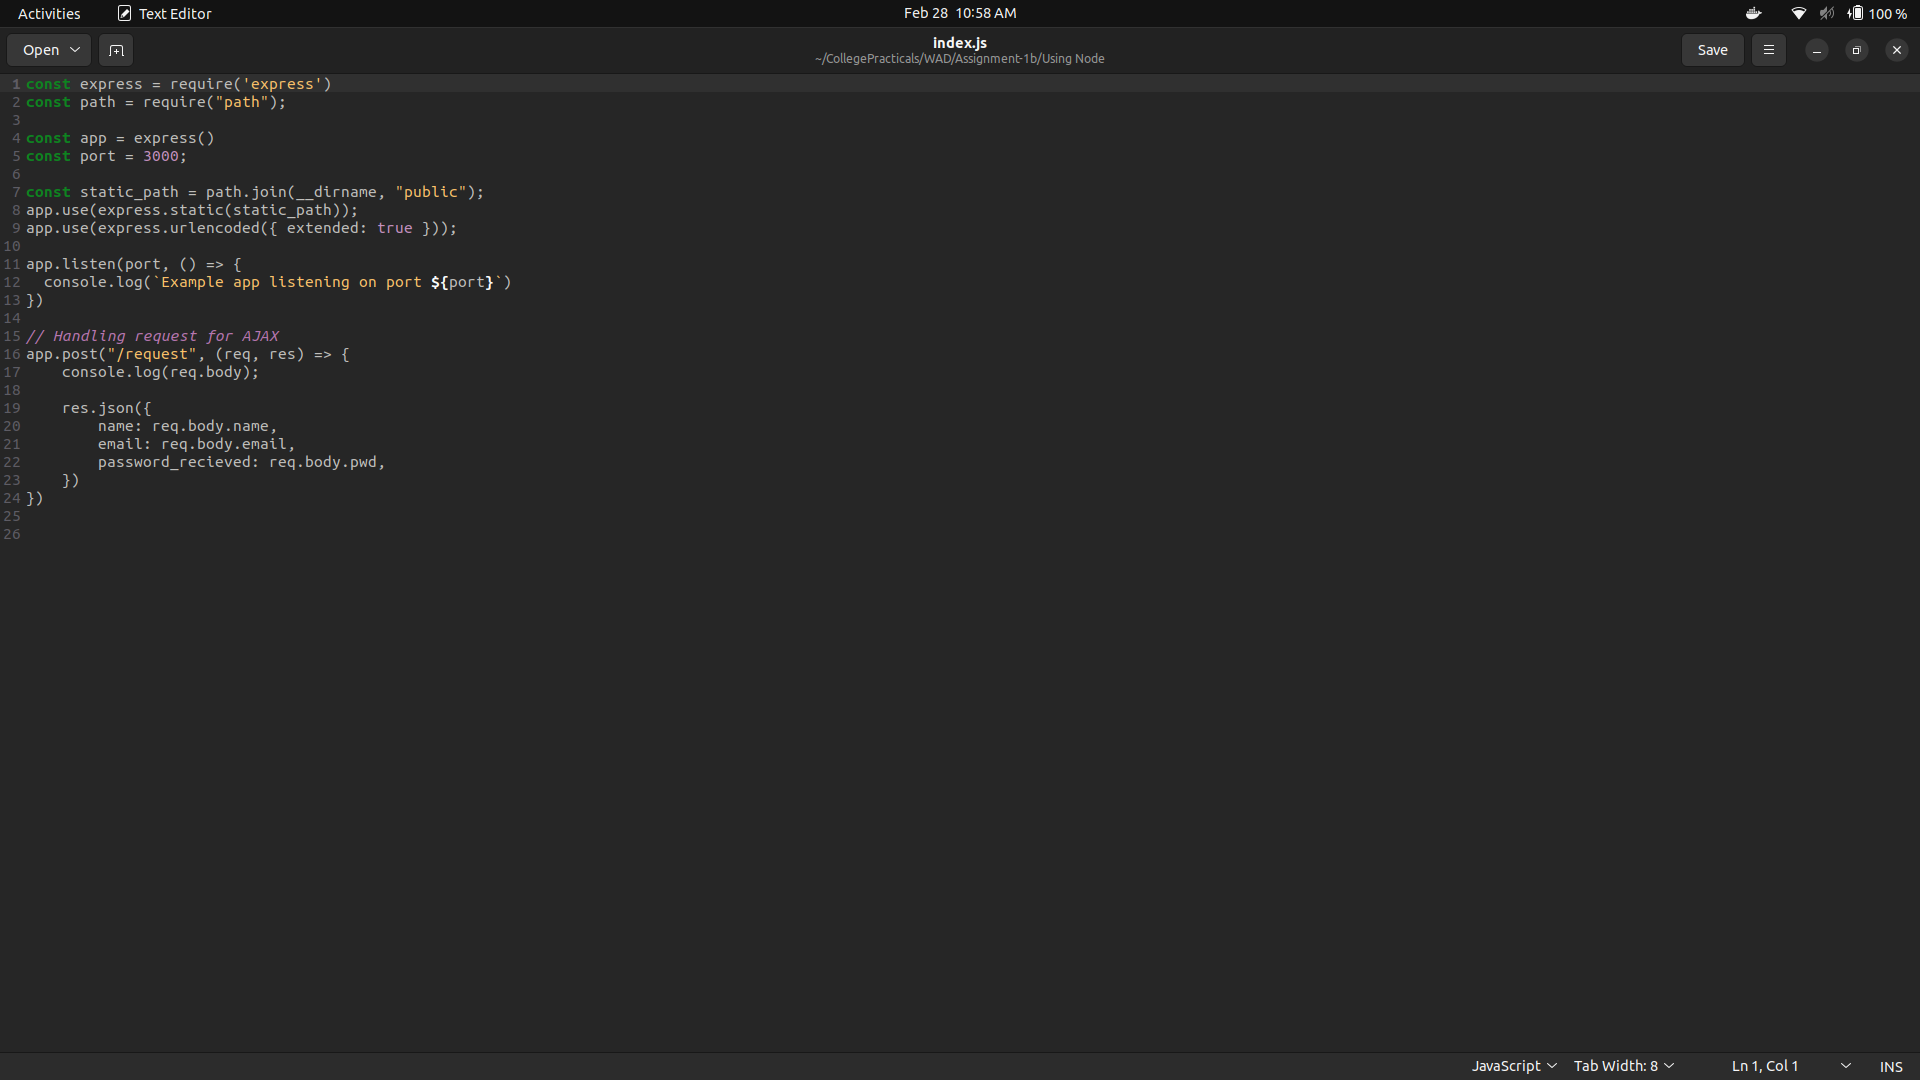 Activities Text Editor Feb 28 10:58 AM 100 %
Open index.js Save
~/CollegePracticals/WAD/Assignment-1b/Using Node
1 const express = require('express')
2 const path = require("path");
3
4 const app = express()
5 const port = 3000;
6
7 const static_path = path.join(__dirname, "public");
8 app.use(express.static(static_path));
9 app.use(express.urlencoded({ extended: true }));
10
11 app.listen(port, () => {
12   console.log(`Example app listening on port ${port}`)
13 })
14
15 // Handling request for AJAX
16 app.post("/request", (req, res) => {
17     console.log(req.body);
18
19     res.json({
20         name: req.body.name,
21         email: req.body.email,
22         password_recieved: req.body.pwd,
23     })
24 })
25
26
JavaScript Tab Width: 8 Ln 1, Col 1 INS